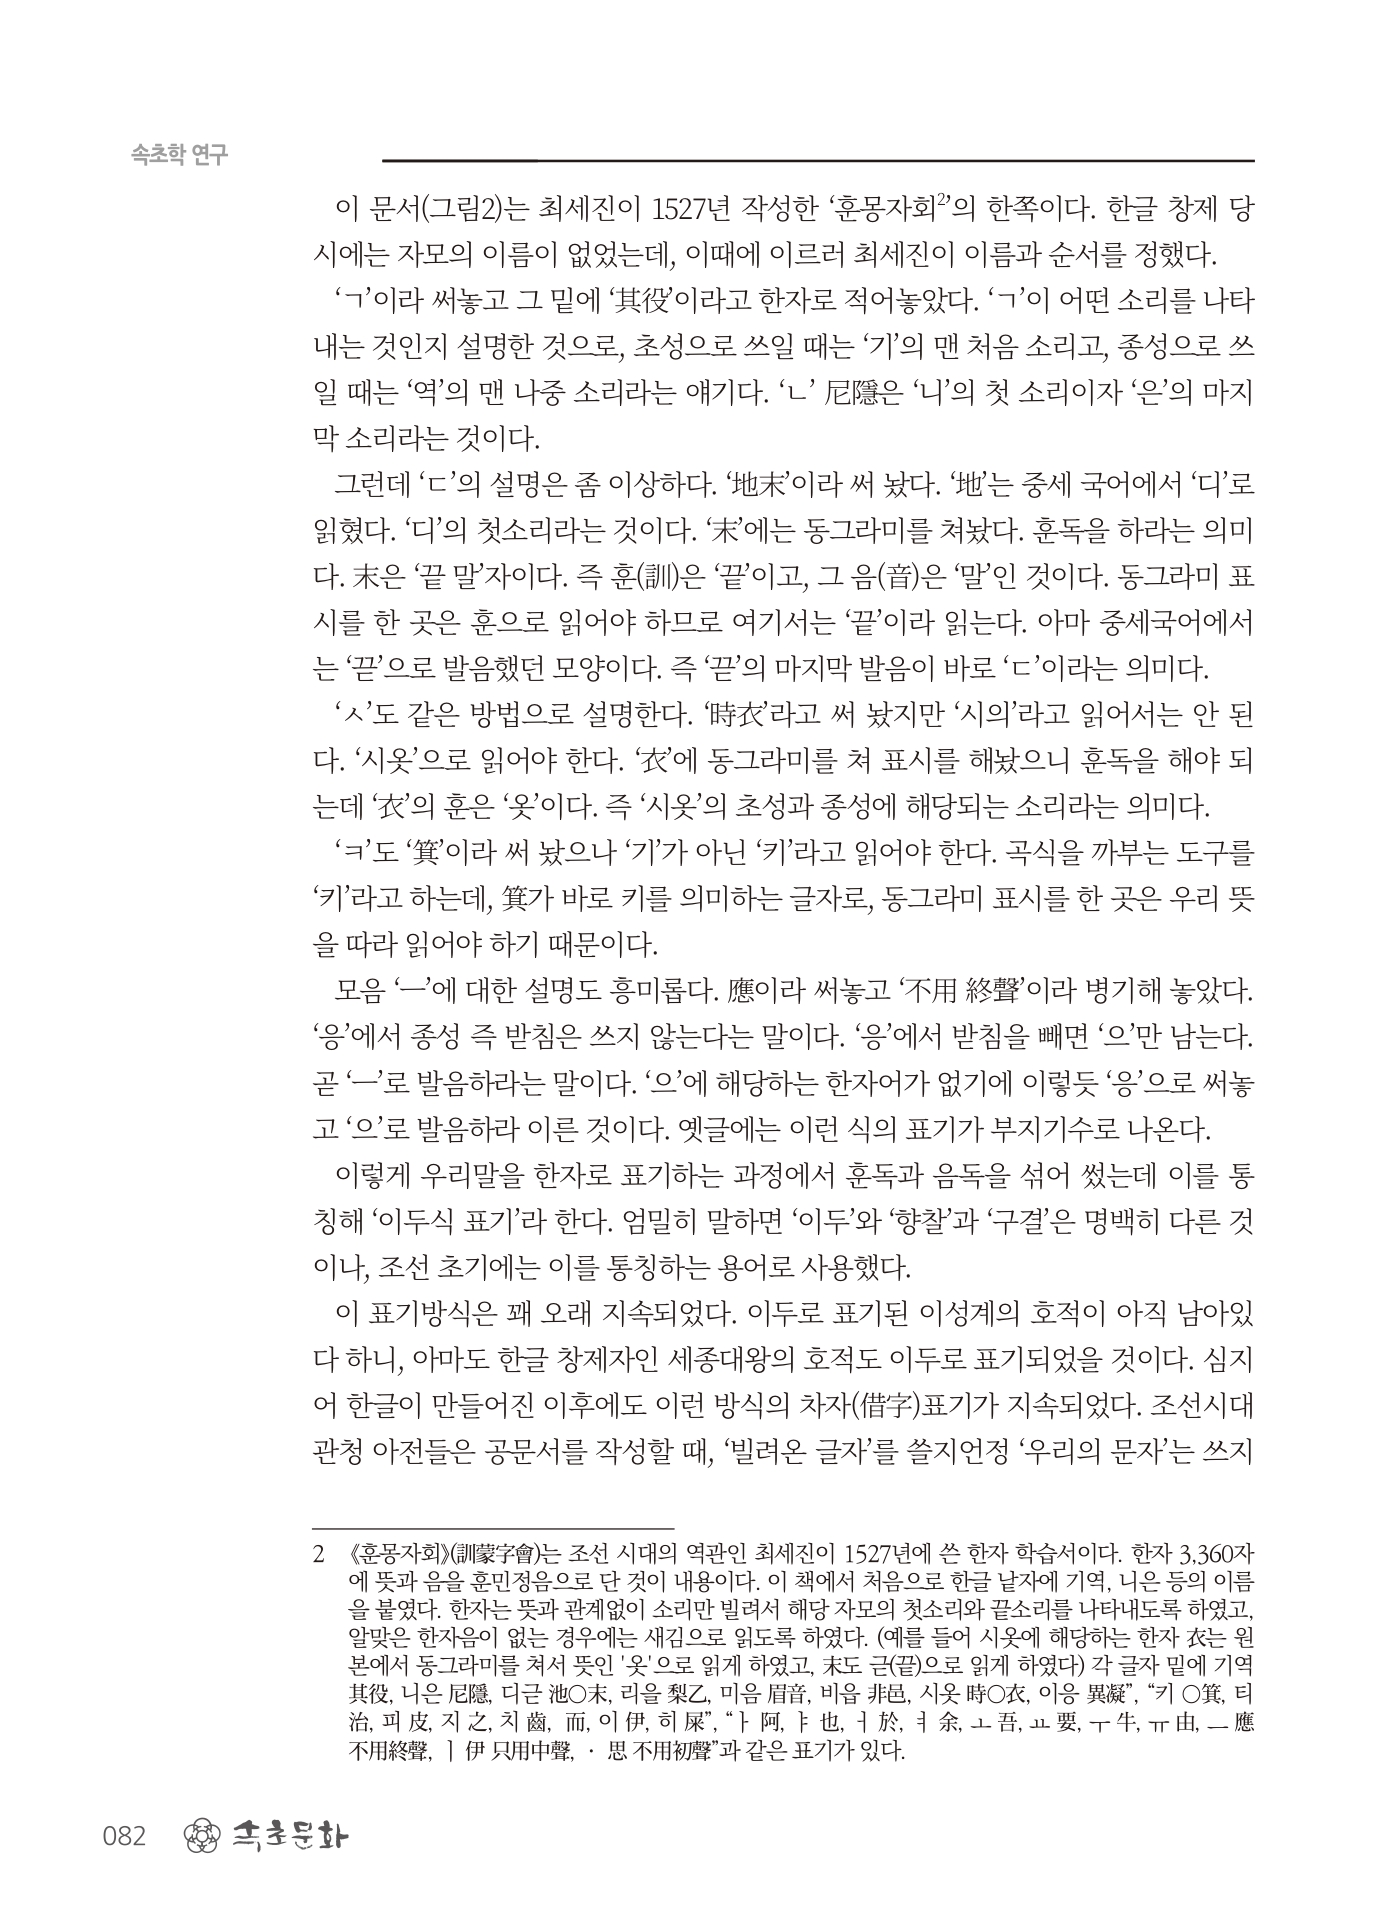 속초학 연구
이 문서(그림2)는 최세진이 1527년 작성한 ‘훈몽자회2’의 한쪽이다. 한글 창제 당
시에는 자모의 이름이 없었는데, 이때에 이르러 최세진이 이름과 순서를 정했다.
‘ㄱ’이라 써놓고 그 밑에 ‘其役’이라고 한자로 적어놓았다. ‘ㄱ’이 어떤 소리를 나타
내는 것인지 설명한 것으로, 초성으로 쓰일 때는 ‘기’의 맨 처음 소리고, 종성으로 쓰
일 때는 ‘역’의 맨 나중 소리라는 얘기다. ‘ㄴ’ 尼隱은 ‘니’의 첫 소리이자 ‘은’의 마지
막 소리라는 것이다.
그런데 ‘ㄷ’의 설명은 좀 이상하다. ‘地末’이라 써 놨다. ‘地’는 중세 국어에서 ‘디’로
읽혔다. ‘디’의 첫소리라는 것이다. ‘末’에는 동그라미를 쳐놨다. 훈독을 하라는 의미
다. 末은 ‘끝 말’자이다. 즉 훈(訓)은 ‘끝’이고, 그 음(音)은 ‘말’인 것이다. 동그라미 표
시를 한 곳은 훈으로 읽어야 하므로 여기서는 ‘끝’이라 읽는다. 아마 중세국어에서
는 ‘끋’으로 발음했던 모양이다. 즉 ‘끋’의 마지막 발음이 바로 ‘ㄷ’이라는 의미다.
‘ㅅ’도 같은 방법으로 설명한다. ‘時衣’라고 써 놨지만 ‘시의’라고 읽어서는 안 된
다. ‘시옷’으로 읽어야 한다. ‘衣’에 동그라미를 쳐 표시를 해놨으니 훈독을 해야 되
는데 ‘衣’의 훈은 ‘옷’이다. 즉 ‘시옷’의 초성과 종성에 해당되는 소리라는 의미다.
‘ㅋ’도 ‘箕’이라 써 놨으나 ‘기’가 아닌 ‘키’라고 읽어야 한다. 곡식을 까부는 도구를
‘키’라고 하는데, 箕가 바로 키를 의미하는 글자로, 동그라미 표시를 한 곳은 우리 뜻
을 따라 읽어야 하기 때문이다.
모음 ‘ㅡ’에 대한 설명도 흥미롭다. 應이라 써놓고 ‘不用 終聲’이라 병기해 놓았다.
‘응’에서 종성 즉 받침은 쓰지 않는다는 말이다. ‘응’에서 받침을 빼면 ‘으’만 남는다.
곧 ‘ㅡ’로 발음하라는 말이다. ‘으’에 해당하는 한자어가 없기에 이렇듯 ‘응’으로 써놓
고 ‘으’로 발음하라 이른 것이다. 옛글에는 이런 식의 표기가 부지기수로 나온다.
이렇게 우리말을 한자로 표기하는 과정에서 훈독과 음독을 섞어 썼는데 이를 통
칭해 ‘이두식 표기’라 한다. 엄밀히 말하면 ‘이두’와 ‘향찰’과 ‘구결’은 명백히 다른 것
이나, 조선 초기에는 이를 통칭하는 용어로 사용했다.
이 표기방식은 꽤 오래 지속되었다. 이두로 표기된 이성계의 호적이 아직 남아있
다 하니, 아마도 한글 창제자인 세종대왕의 호적도 이두로 표기되었을 것이다. 심지
어 한글이 만들어진 이후에도 이런 방식의 차자(借字)표기가 지속되었다. 조선시대
관청 아전들은 공문서를 작성할 때, ‘빌려온 글자’를 쓸지언정 ‘우리의 문자’는 쓰지
2 《훈몽자회》(訓蒙字會)는 조선 시대의 역관인 최세진이 1527년에 쓴 한자 학습서이다. 한자 3,360자
에 뜻과 음을 훈민정음으로 단 것이 내용이다. 이 책에서 처음으로 한글 낱자에 기역, 니은 등의 이름
을 붙였다. 한자는 뜻과 관계없이 소리만 빌려서 해당 자모의 첫소리와 끝소리를 나타내도록 하였고,
알맞은 한자음이 없는 경우에는 새김으로 읽도록 하였다. (예를 들어 시옷에 해당하는 한자 衣는 원
본에서 동그라미를 쳐서 뜻인 '옷'으로 읽게 하였고, 末도 귿(끝)으로 읽게 하였다) 각 글자 밑에 기역
其役, 니은 尼隱, 디귿 池〇末, 리을 梨乙, 미음 眉音, 비읍 非邑, 시옷 時〇衣, 이응 異凝”, “키 〇箕, 티
治, 피 皮, 지 之, 치 齒, 而, 이 伊, 히 屎”, “ㅏ 阿, ㅑ 也, ㅓ 於, ㅕ 余, ㅗ 吾, ㅛ 要, ㅜ 牛, ㅠ 由, ㅡ 應
不用終聲, ㅣ 伊 只用中聲, · 思 不用初聲”과 같은 표기가 있다.
082 속초문화